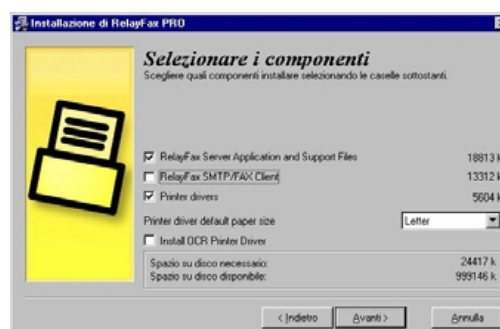 Installazione di RelayFax PRO
Selezionare i componenti
Scegliere quali componenti installare selezionando le caselle sottostanti.
RelayFax Server Application and Support Files 18813 k
RelayFax SMTP/FAX Client 13312 k
Printer drivers 5604 k
Printer driver default paper size Letter
Install OCR Printer Driver
Spazio su disco necessario: 24417 k
Spazio su disco disponibile: 999146 k
< Indietro Avanti > Annulla